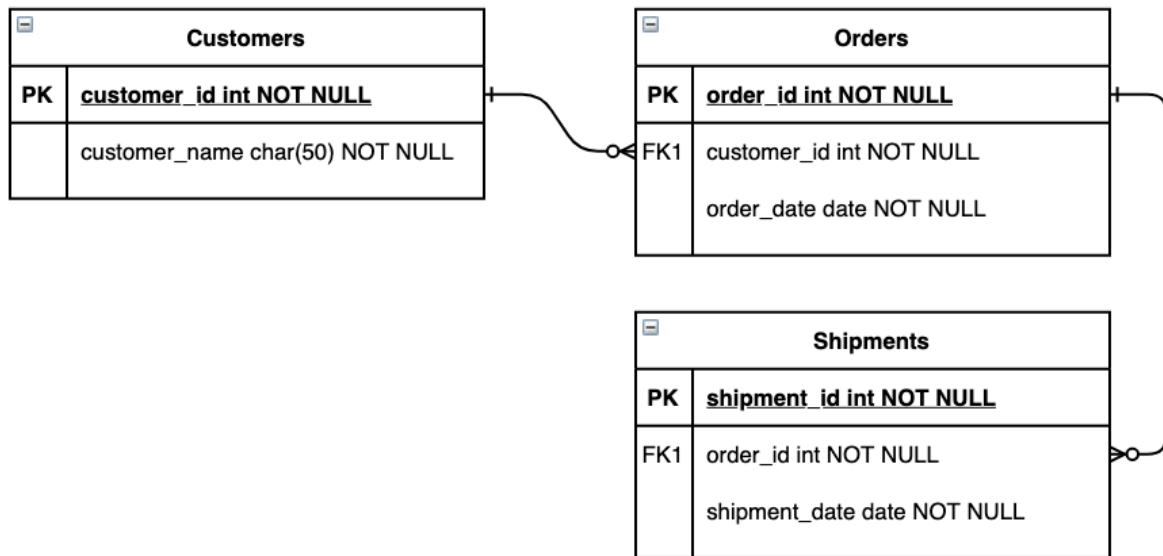 Customers
PK customer_id int NOT NULL
customer_name char(50) NOT NULL
Orders
PK order_id int NOT NULL
FK1 customer_id int NOT NULL
order_date date NOT NULL
Shipments
PK shipment_id int NOT NULL
FK1 order_id int NOT NULL
shipment_date date NOT NULL